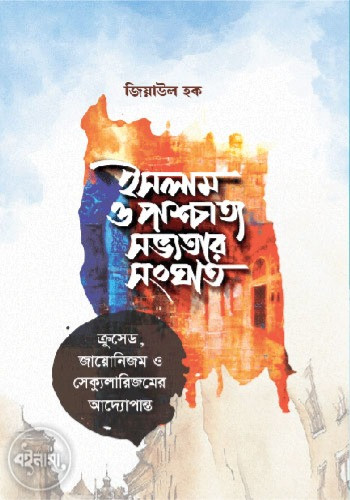 জিয়াউল হক
ইসলাম
ও পাশ্চাত্য
সভ্যতার
সংঘাত
ক্রুসেড,
জায়োনিজম ও
সেক্যুলারিজমের
আদ্যোপান্ত
বইনামা